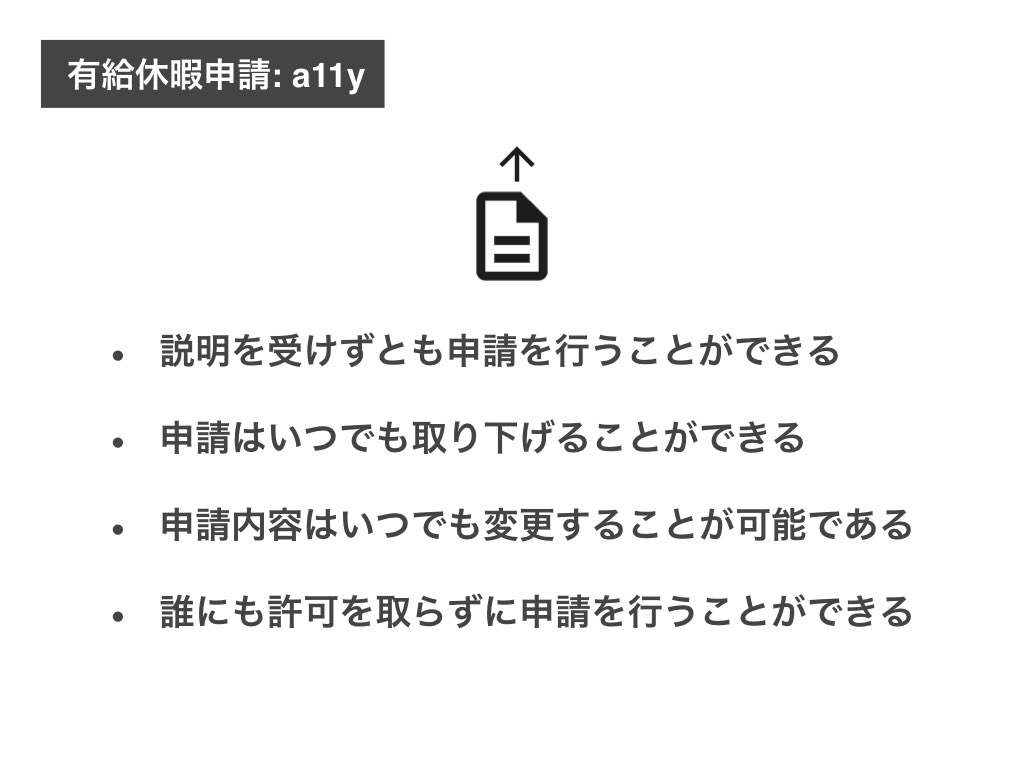 有給休暇申請: a11y
• 説明を受けずとも申請を行うことができる
• 申請はいつでも取り下げることができる
• 申請内容はいつでも変更することが可能である
• 誰にも許可を取らずに申請を行うことができる